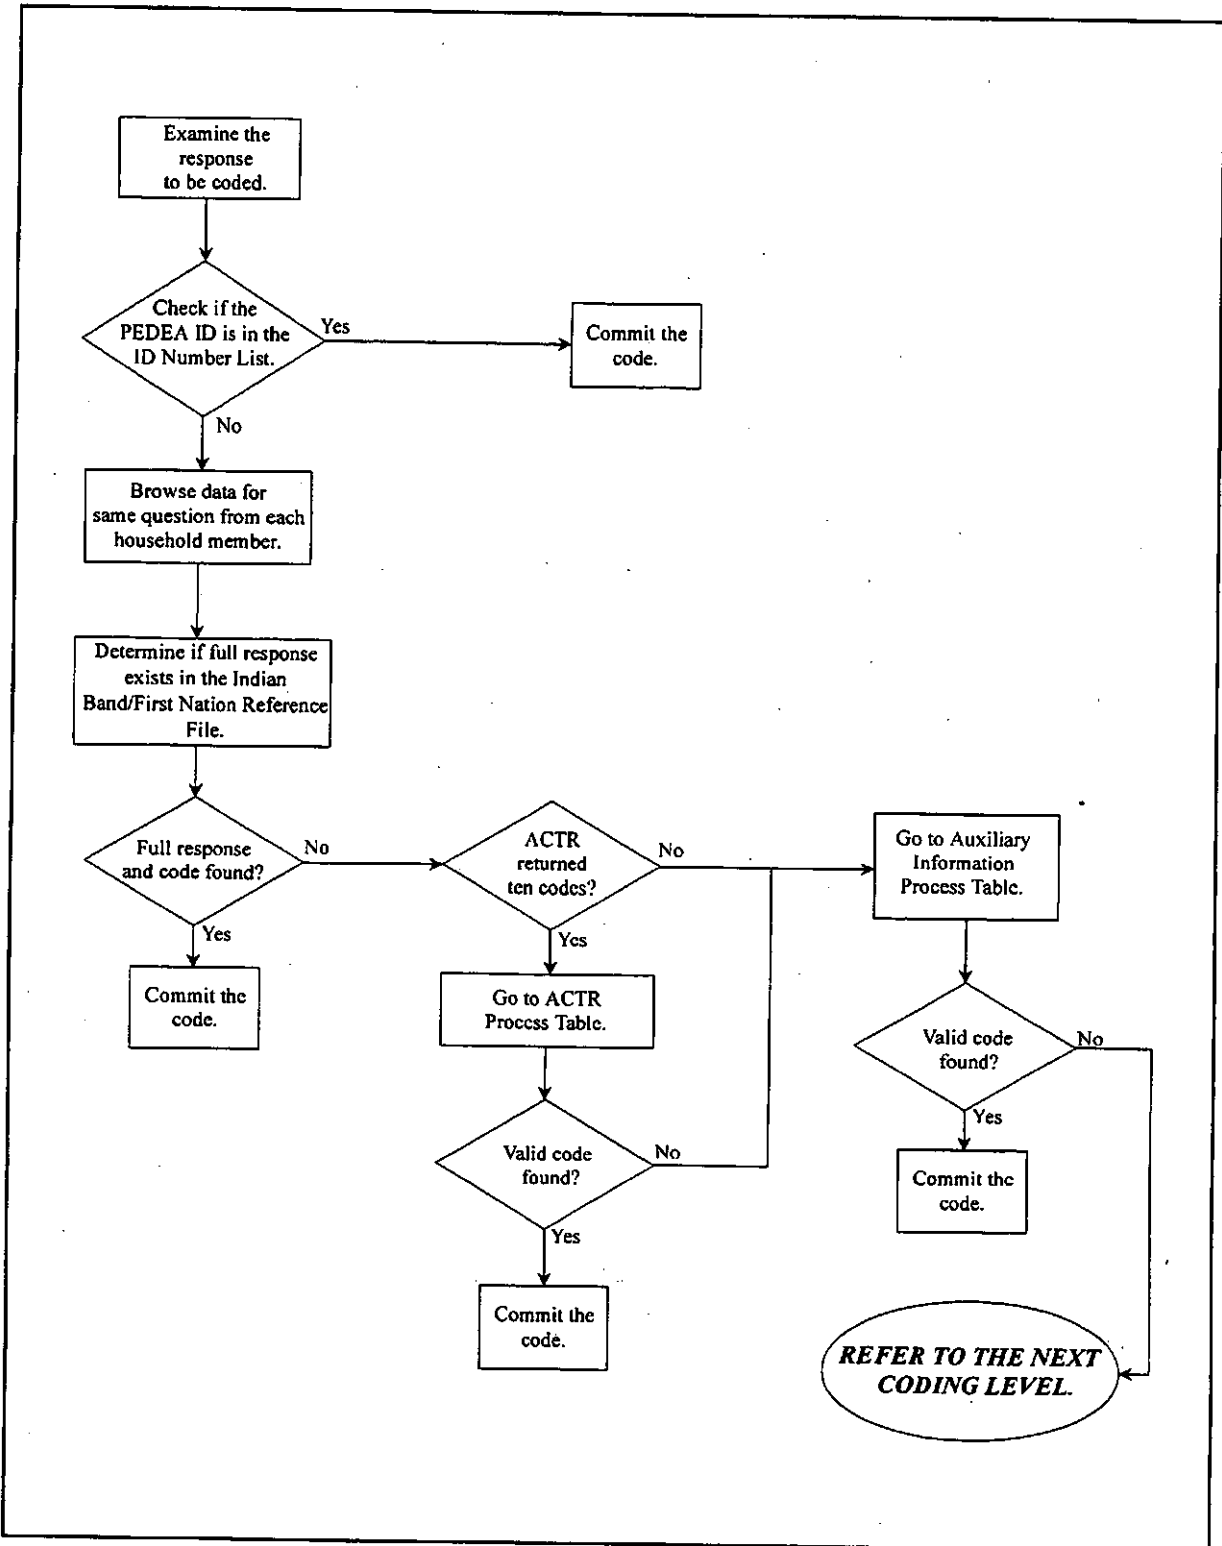 Examine the
response
to be coded.
Check if the
PEDEA ID is in the
ID Number List.
Yes
Commit the
code.
No
Browse data for
same question from each
household member.
Determine if full response
exists in the Indian
Band/First Nation Reference
File.
Full response
and code found?
No
Yes
Commit the
code.
ACTR
returned
ten codes?
No
Yes
Go to ACTR
Process Table.
Valid code
found?
No
Yes
Commit the
code.
Go to Auxiliary
Information
Process Table.
Valid code
found?
No
Yes
Commit the
code.
REFER TO THE NEXT
CODING LEVEL.